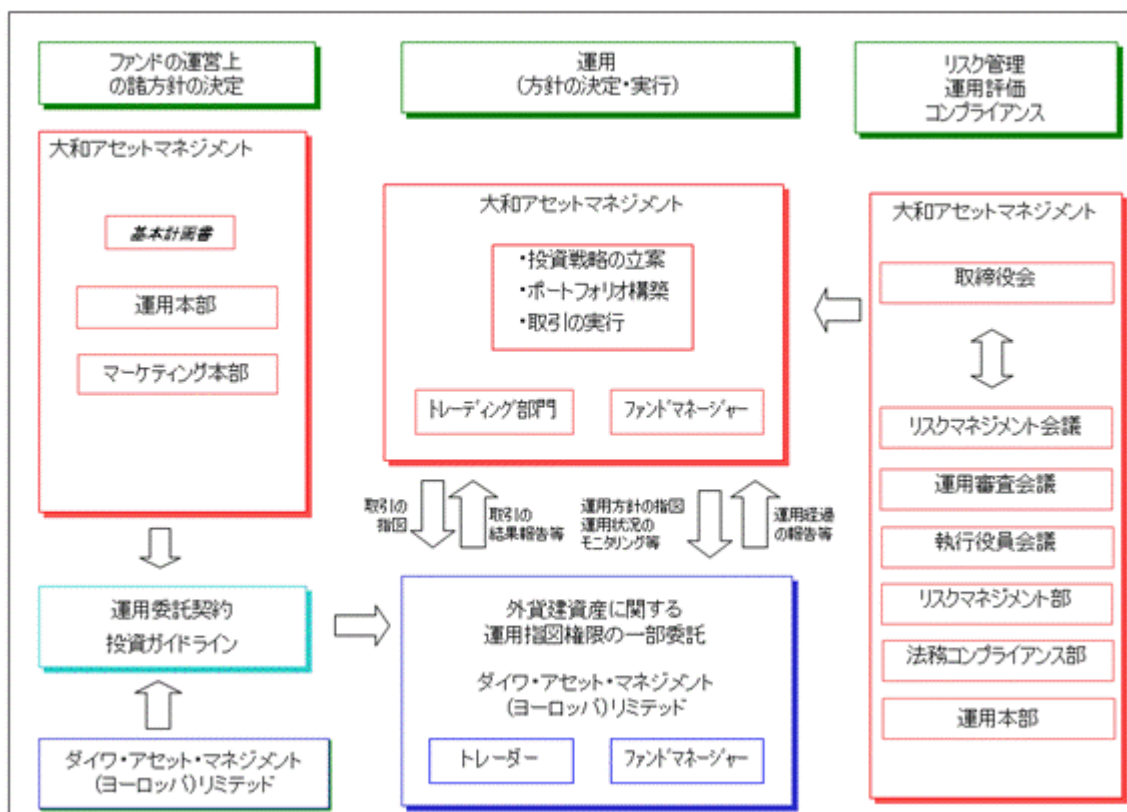 ファンドの運営上
の諸方針の決定
運用
(方針の決定・実行)
リスク管理
運用評価
コンプライアンス
大和アセットマネジメント
基本計画書
運用本部
マーケティング本部
大和アセットマネジメント
・投資戦略の立案
・ポートフォリオ構築
・取引の実行
トレーディング部門
ファンドマネージャー
大和アセットマネジメント
取締役会
リスクマネジメント会議
運用審査会議
執行役員会議
リスクマネジメント部
法務コンプライアンス部
運用本部
取引の
指図
取引の
結果報告等
運用方針の指図
運用状況の
モニタリング等
運用経過
の報告等
運用委託契約
投資ガイドライン
外貨建資産に関する
運用指図権限の一部委託
ダイワ・アセット・マネジメント
(ヨーロッパ)リミテッド
トレーダー
ファンドマネージャー
ダイワ・アセット・マネジメント
(ヨーロッパ)リミテッド